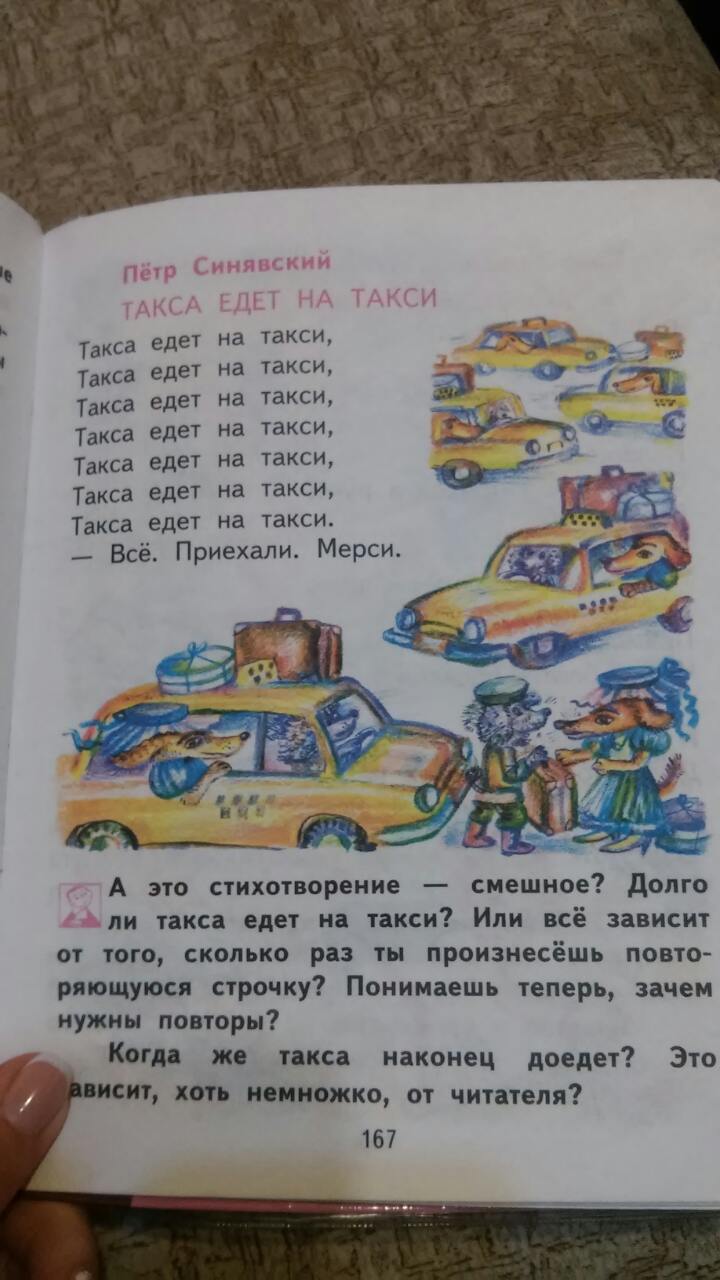 Пётр Синявский
ТАКСА ЕДЕТ НА ТАКСИ
Такса едет на такси,
Такса едет на такси,
Такса едет на такси,
Такса едет на такси,
Такса едет на такси,
Такса едет на такси,
Такса едет на такси.
— Всё. Приехали. Мерси.
А это стихотворение — смешное? Долго
ли такса едет на такси? Или всё зависит
от того, сколько раз ты произнесёшь повто-
ряющуюся строчку? Понимаешь теперь, зачем
нужны повторы?
Когда же такса наконец доедет? Это
ависит, хоть немножко, от читателя?
167